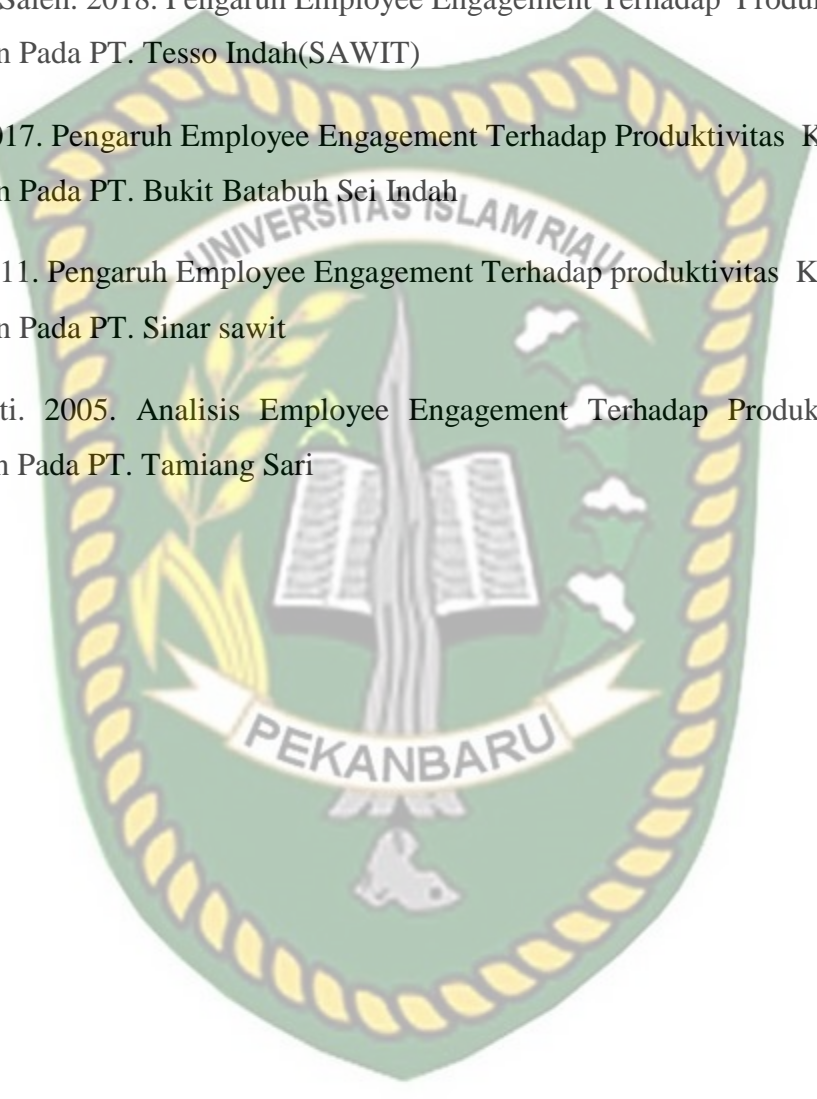 Saleh. 2018. Pengaruh Employee Engagement Terhadap Produ
n Pada PT. Tesso Indah(SAWIT)
017. Pengaruh Employee Engagement Terhadap Produktivitas K
n Pada PT. Bukit Batabuh Sei Indah
11. Pengaruh Employee Engagement Terhadap produktivitas K
n Pada PT. Sinar sawit
ti. 2005. Analisis Employee Engagement Terhadap Produk
n Pada PT. Tamiang Sari
UNIVERSITAS ISLAM RIAU
PEKANBARU